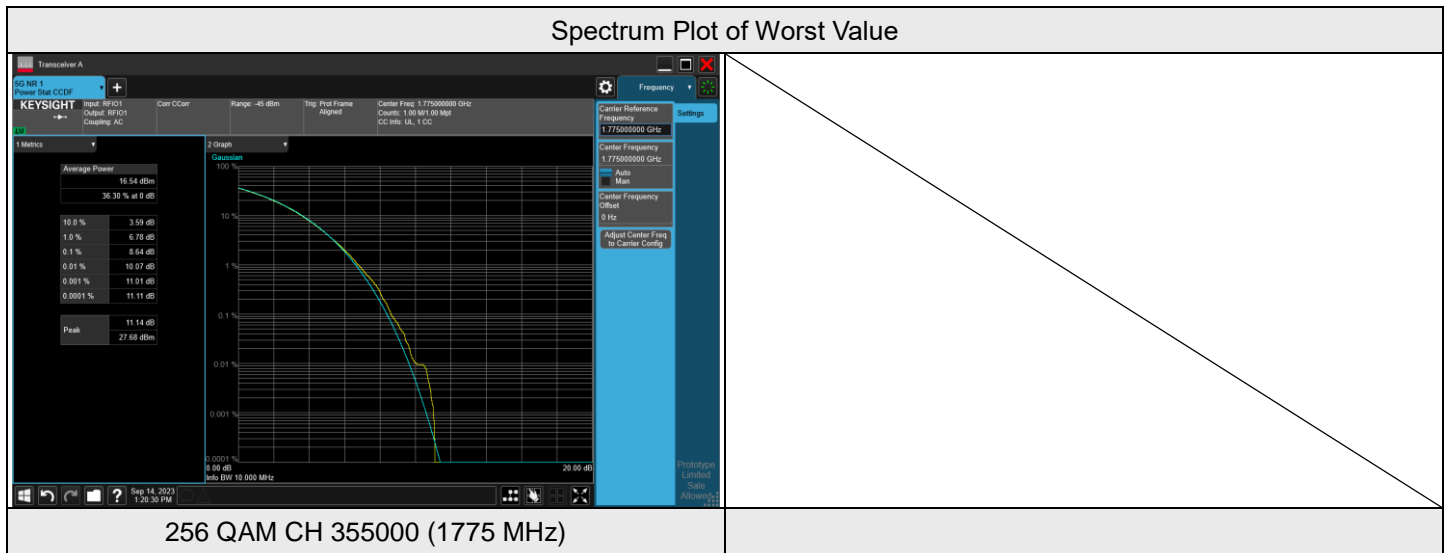 Spectrum Plot of Worst Value
Transceiver A
5G NR 1
Power Stat CCDF
+
Frequency
KEYSIGHT
Input: RFIO1
Output: RFIO1
Coupling: AC
Corr CCorr
Range: -45 dBm
Trig: Prot Frame
Aligned
Center Freq: 1.775000000 GHz
Counts: 1.00 M/1.00 Mpt
CC Info: UL, 1 CC
1 Metrics
Average Power
16.54 dBm
36.30 % at 0 dB
10.0 % 3.59 dB
1.0 % 6.78 dB
0.1 % 8.64 dB
0.01 % 10.07 dB
0.001 % 11.01 dB
0.0001 % 11.11 dB
Peak
11.14 dB
27.68 dBm
2 Graph
Gaussian
100 %
10 %
1 %
0.1 %
0.01 %
0.001 %
0.0001 %
0.00 dB 20.00 dB
Info BW 10.000 MHz
Carrier Reference
Frequency
1.775000000 GHz
Settings
Center Frequency
1.775000000 GHz
Auto
Man
Center Frequency
Offset
0 Hz
Adjust Center Freq
to Carrier Config
Prototype
Limited
Sale
Allowed
?
Sep 14, 2023
1:20:30 PM
256 QAM CH 355000 (1775 MHz)